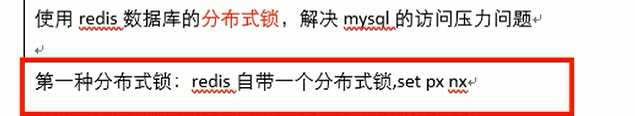 使用 redis 数据库的分布式锁，解决 mysql 的访问压力问题
第一种分布式锁：redis 自带一个分布式锁,set px nx